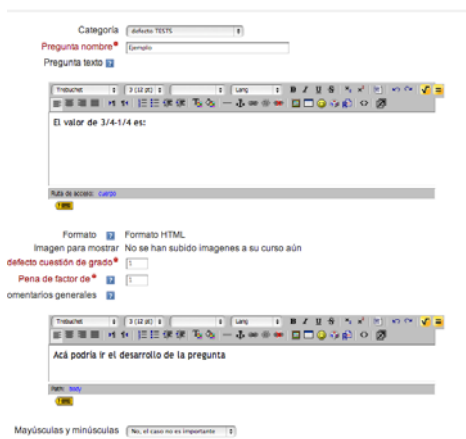 Categoría defecto TESTS
Pregunta nombre* Ejemplo
Pregunta texto
Trebuchet 3 (12 pt) Lang B I U S
El valor de 3/4-1/4 es:
Ruta de acceso: cuerpo
Formato Formato HTML
Imagen para mostrar No se han subido imagenes a su curso aún
defecto cuestión de grado* 1
Pena de factor de* 1
omentarios generales
Trebuchet 3 (12 pt) Lang B I U S
Acá podría ir el desarrollo de la pregunta
Path: body
Mayúsculas y minúsculas No, el caso no es importante